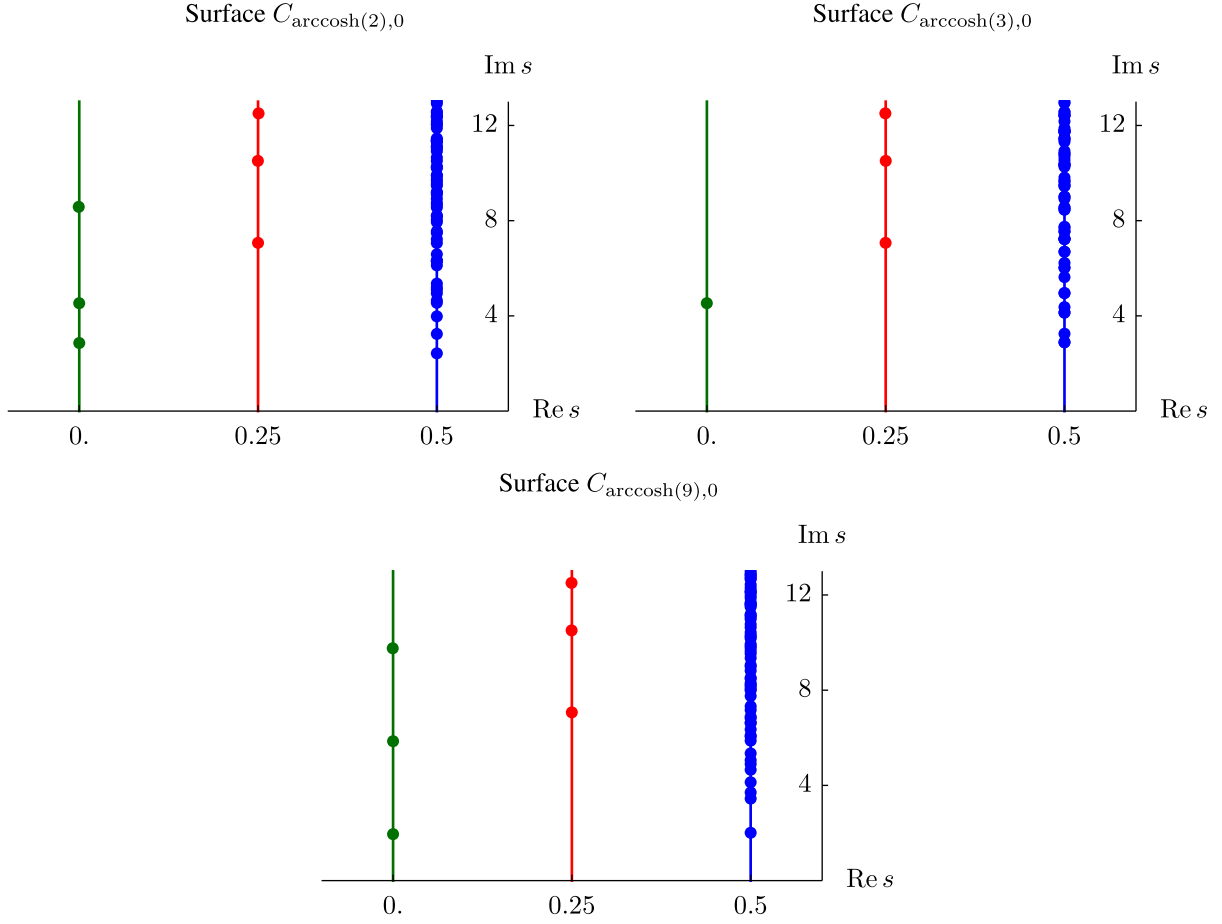 Surface C_{arccosh(2),0}
Im s
12
8
4
Re s
0.
0.25
0.5
Surface C_{arccosh(3),0}
Im s
12
8
4
Re s
0.
0.25
0.5
Surface C_{arccosh(9),0}
Im s
12
8
4
Re s
0.
0.25
0.5